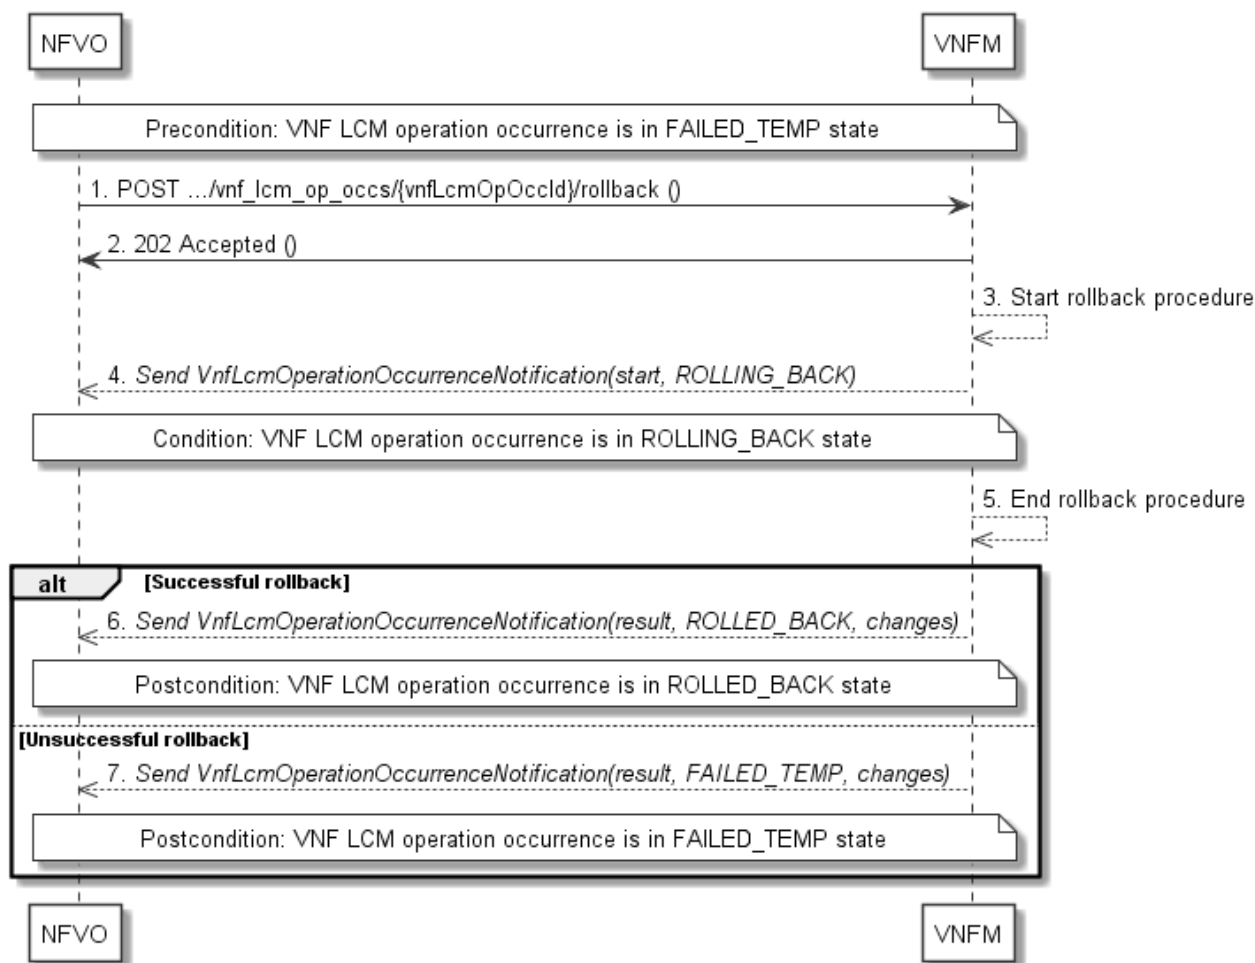 NFVO
VNFM
Precondition: VNF LCM operation occurrence is in FAILED_TEMP state
1. POST .../vnf_lcm_op_occs/{vnfLcmOpOccId}/rollback ()
2. 202 Accepted ()
3. Start rollback procedure
4. Send VnfLcmOperationOccurrenceNotification(start, ROLLING_BACK)
Condition: VNF LCM operation occurrence is in ROLLING_BACK state
5. End rollback procedure
alt
[Successful rollback]
6. Send VnfLcmOperationOccurrenceNotification(result, ROLLED_BACK, changes)
Postcondition: VNF LCM operation occurrence is in ROLLED_BACK state
[Unsuccessful rollback]
7. Send VnfLcmOperationOccurrenceNotification(result, FAILED_TEMP, changes)
Postcondition: VNF LCM operation occurrence is in FAILED_TEMP state
NFVO
VNFM